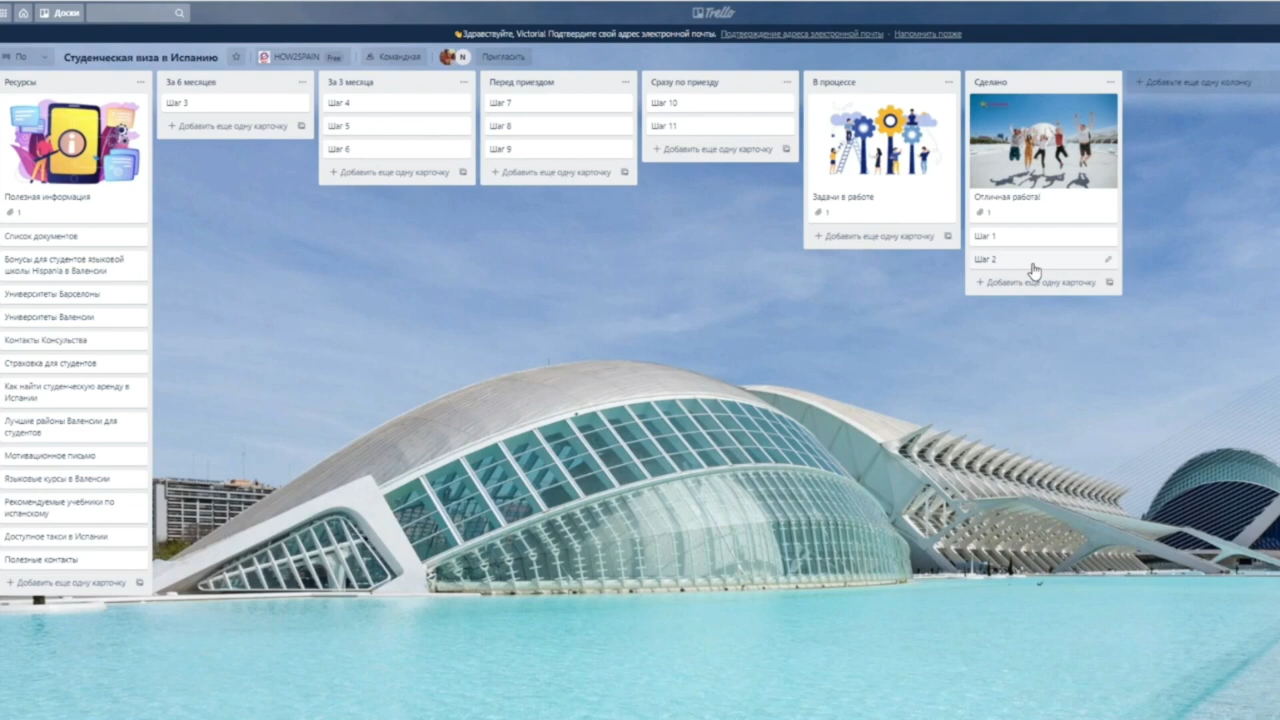 Доски
Trello
Здравствуйте, Victoria! Подтвердите свой адрес электронной почты. Подтверждение адреса электронной почты · Напомнить позже
По
Студенческая виза в Испанию
HOW2SPAIN Free
Командная
N
Пригласить
Ресурсы
Полезная информация
1
Список документов
Бонусы для студентов языковой
школы Hispania в Валенсии
Университеты Барселоны
Университеты Валенсии
Контакты Консульства
Страховка для студентов
Как найти студенческую аренду в
Испании
Лучшие районы Валенсии для
студентов
Мотивационное письмо
Языковые курсы в Валенсии
Рекомендуемые учебники по
испанскому
Доступное такси в Испании
Полезные контакты
+ Добавить еще одну карточку
За 6 месяцев
Шаг 3
+ Добавить еще одну карточку
За 3 месяца
Шаг 4
Шаг 5
Шаг 6
+ Добавить еще одну карточку
Перед приездом
Шаг 7
Шаг 8
Шаг 9
+ Добавить еще одну карточку
Сразу по приезду
Шаг 10
Шаг 11
+ Добавить еще одну карточку
В процессе
Задачи в работе
1
+ Добавить еще одну карточку
Сделано
Отличная работа!
1
Шаг 1
Шаг 2
+ Добавить еще одну карточку
+ Добавьте еще одну колонку